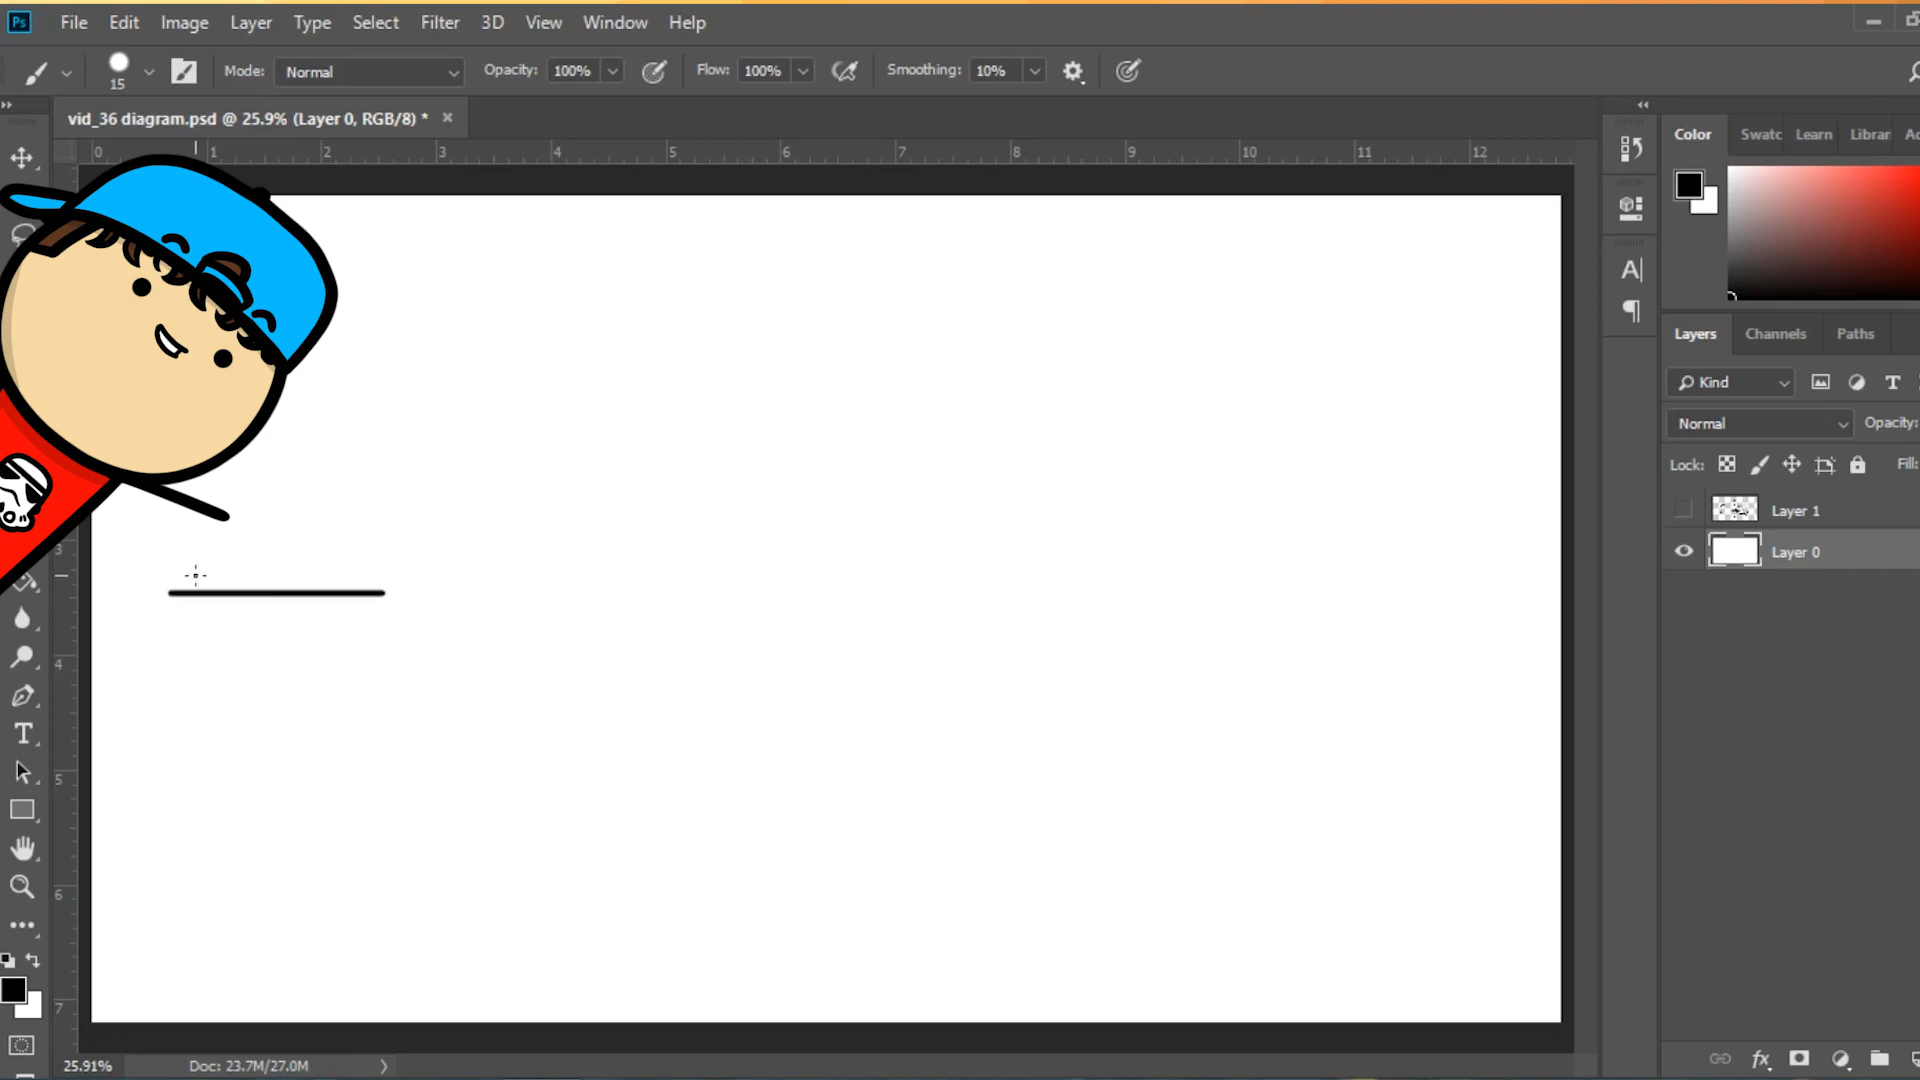 Ps File Edit Image Layer Type Select Filter 3D View Window Help
15 Mode: Normal Opacity: 100% Flow: 100% Smoothing: 10%
vid_36 diagram.psd @ 25.9% (Layer 0, RGB/8) *
0 1 2 3 4 5 6 7 8 9 10 11 12
Color Swatc Learn Librar
Layers Channels Paths
Kind
Normal Opacity:
Lock: Fill:
Layer 1
Layer 0
3
4
5
6
7
25.91% Doc: 23.7M/27.0M